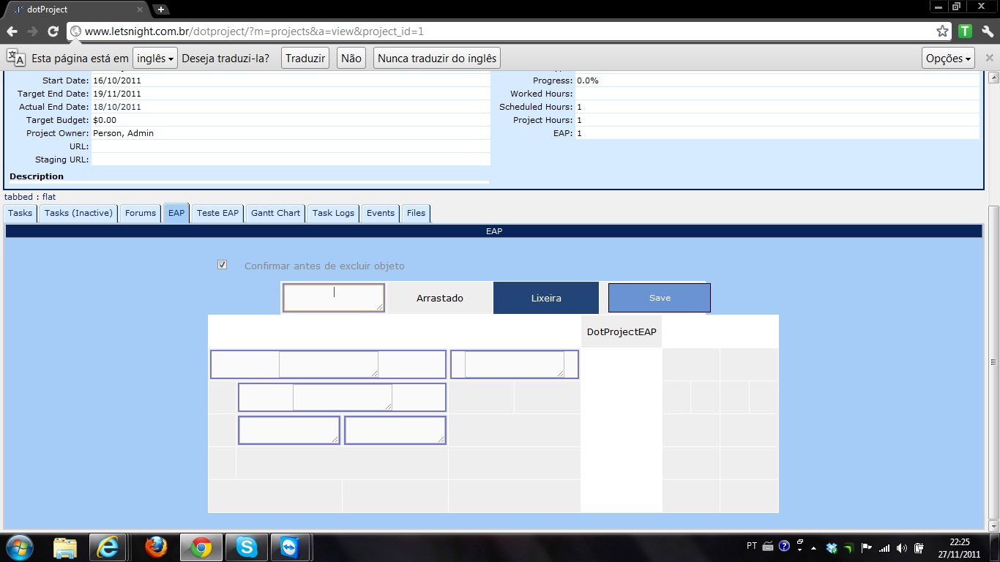 dotProject
www.letsnight.com.br/dotproject/?m=projects&a=view&project_id=1
Esta página está em inglês Deseja traduzi-la? Traduzir Não Nunca traduzir do inglês Opções
Start Date: 16/10/2011 Progress: 0.0%
Target End Date: 19/11/2011 Worked Hours:
Actual End Date: 18/10/2011 Scheduled Hours: 1
Target Budget: $0.00 Project Hours: 1
Project Owner: Person, Admin EAP: 1
URL:
Staging URL:
Description
tabbed : flat
Tasks Tasks (Inactive) Forums EAP Teste EAP Gantt Chart Task Logs Events Files
EAP
Confirmar antes de excluir objeto
Arrastado Lixeira Save
DotProjectEAP
PT 22:25
27/11/2011